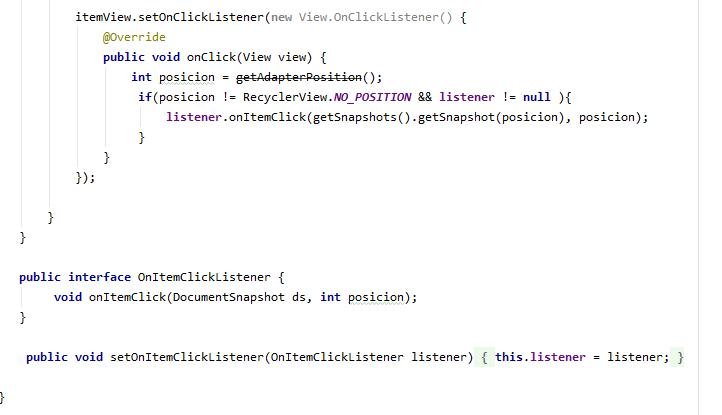 itemView.setOnClickListener(new View.OnClickListener() {
@Override
public void onClick(View view) {
int posicion = getAdapterPosition();
if(posicion != RecyclerView.NO_POSITION && listener != null ){
listener.onItemClick(getSnapshots().getSnapshot(posicion), posicion);
}
}
});
}
}
public interface OnItemClickListener {
void onItemClick(DocumentSnapshot ds, int posicion);
}
public void setOnItemClickListener(OnItemClickListener listener) { this.listener = listener; }
}